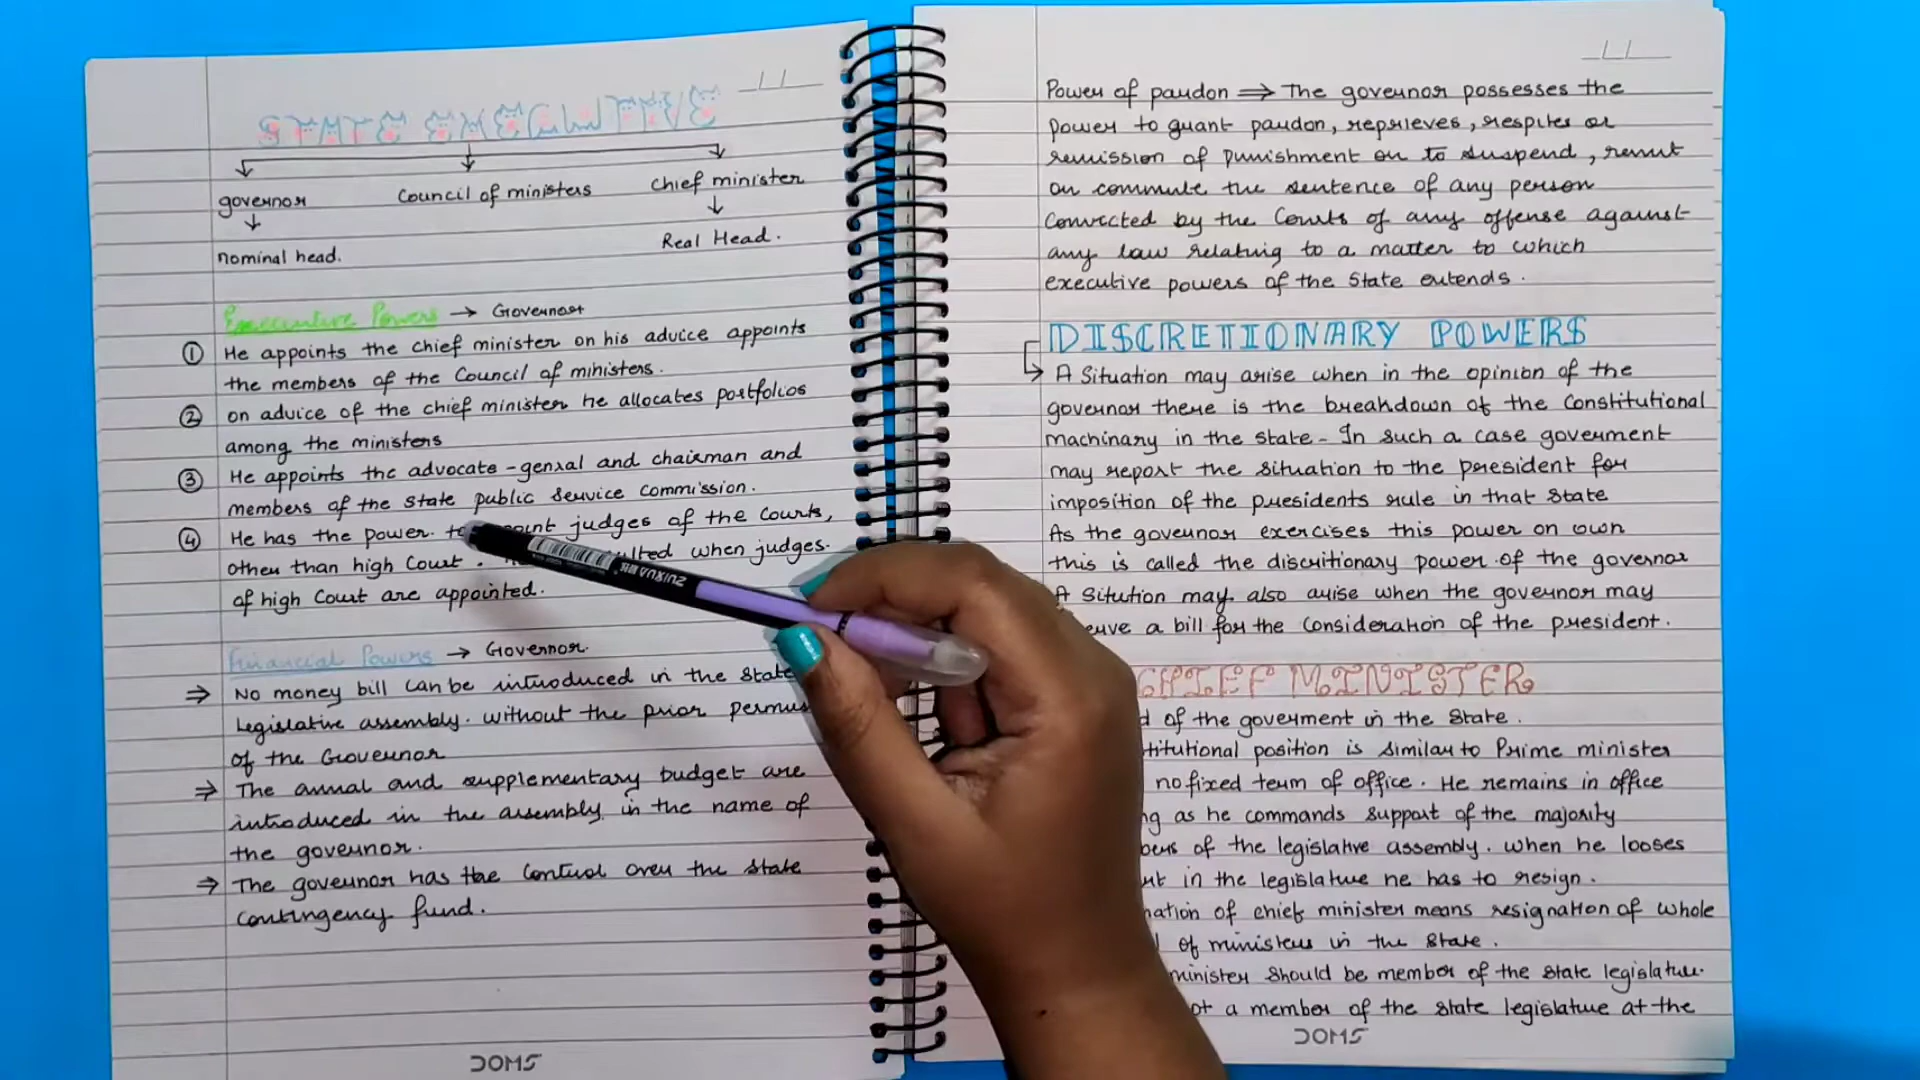 STATE EXECUTIVE
governor
Council of ministers
chief minister
nominal head.
Real Head.
Executive Powers → Governor
① He appoints the chief minister on his advice appoints
the members of the Council of ministers.
② on advice of the chief minister he allocates portfolios
among the ministers
③ He appoints the advocate-genral and chairman and
members of the state public service commission.
④ He has the power to judges of the Courts,
other than high Court. when judges.
of high Court are appointed.
Financial Powers → Governor.
⇒ No money bill can be introduced in the State
legislative assembly. without the prior permis
of the Governor
⇒ The annual and supplementary budget are
introduced in the assembly in the name of
the governor.
⇒ The governor has the control over the state
contingency fund.
DOMS
Power of pardon ⇒ The governor possesses the
power to grant pardon, reprieves, respites or
remission of punishment or to suspend, remit
or commute the sentence of any person
convicted by the Courts of any offense against
any law relating to a matter to which
executive powers of the State extends.
DISCRETIONARY POWERS
→ A Situation may arise when in the opinion of the
governor there is the breakdown of the Constitutional
machinary in the state - In such a case goverment
may report the situation to the president for
imposition of the presidents rule in that state
As the governor exercises this power on own
this is called the discritionary power of the governor
A Sitution may also arise when the governor may
a bill for the consideration of the president.
CHIEF MINISTER
of the goverment in the State.
position is similar to Prime minister
no fixed term of office. He remains in office
as he commands support of the majority
of the legislative assembly. when he looses
in the legislature he has to resign.
of chief minister means resignation of whole
of ministers in the state.
minister should be member of the state legislature.
a member of the state legislature at the
DOMS